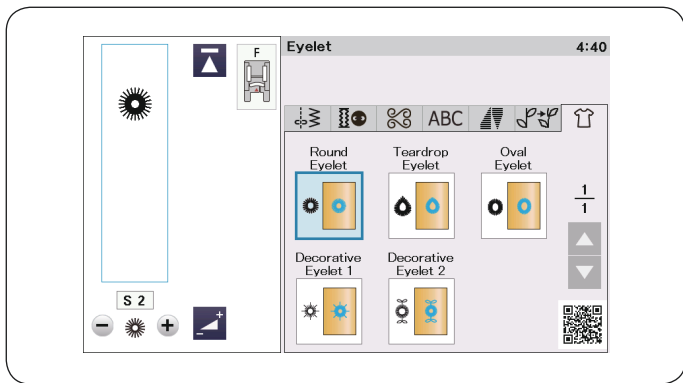 F
Eyelet 4:40
ABC
Round Teardrop Oval
Eyelet Eyelet Eyelet
1
1
Decorative Decorative
Eyelet 1 Eyelet 2
S 2